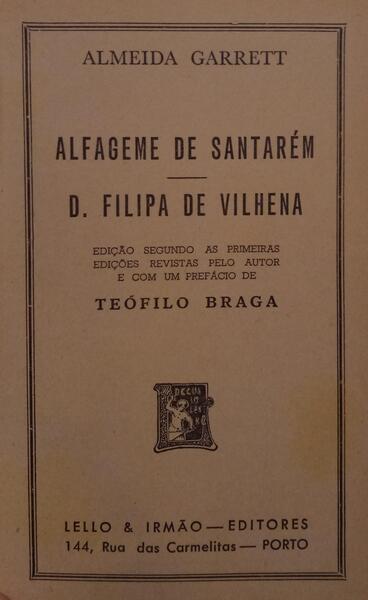 ALMEIDA GARRETT
ALFAGEME DE SANTARÉM
D. FILIPA DE VILHENA
EDIÇÃO SEGUNDO AS PRIMEIRAS
EDIÇÕES REVISTAS PELO AUTOR
E COM UM PREFÁCIO DE
TEÓFILO BRAGA
LELLO & IRMÃO — EDITORES
144, Rua das Carmelitas — PORTO